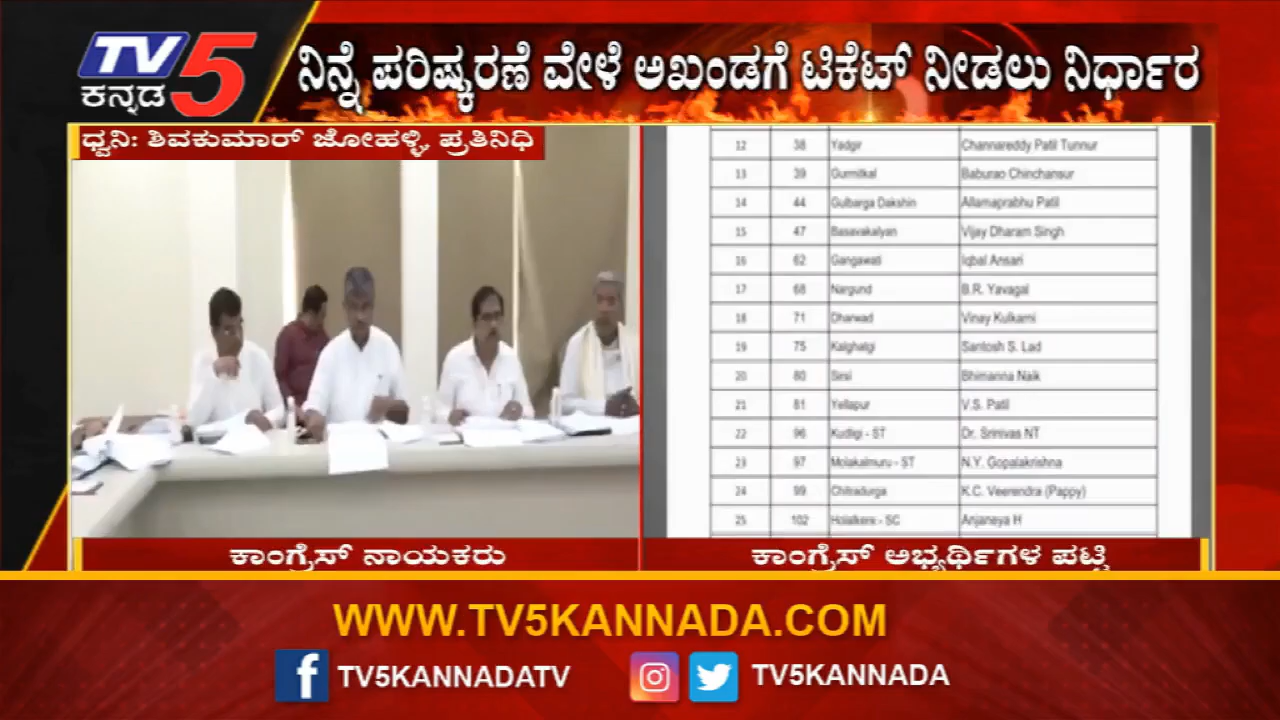 TV5
ಕನ್ನಡ
ನಿನ್ನೆ ಪರಿಷ್ಕರಣೆ ವೇಳೆ ಅಖಂಡಗೆ ಟಿಕೆಟ್ ನೀಡಲು ನಿರ್ಧಾರ
ಧ್ವನಿ: ಶಿವಕುಮಾರ್ ಜೋಹಳ್ಳಿ, ಪ್ರತಿನಿಧಿ
12 38 Yadgir Channareddy Patil Tunnur
13 39 Gurmitkal Baburao Chinchansur
14 44 Gulbarga Dakshin Allamaprabhu Patil
15 47 Basavakalyan Vijay Dharam Singh
16 62 Gangawati Iqbal Ansari
17 68 Nargund B.R. Yavagal
18 71 Dharwad Vinay Kulkarni
19 75 Kalghatgi Santosh S. Lad
20 80 Sirsi Bhimanna Naik
21 81 Yellapur V.S. Patil
22 96 Kudligi - ST Dr. Srinivas NT
23 97 Molakalmuru - ST N.Y. Gopalakrishna
24 99 Chitradurga K.C. Veerendra (Pappy)
25 102 Holalkere - SC Anjaneya H
ಕಾಂಗ್ರೆಸ್ ನಾಯಕರು
ಕಾಂಗ್ರೆಸ್ ಅಭ್ಯರ್ಥಿಗಳ ಪಟ್ಟಿ
WWW.TV5KANNADA.COM
f TV5KANNADATV
TV5KANNADA